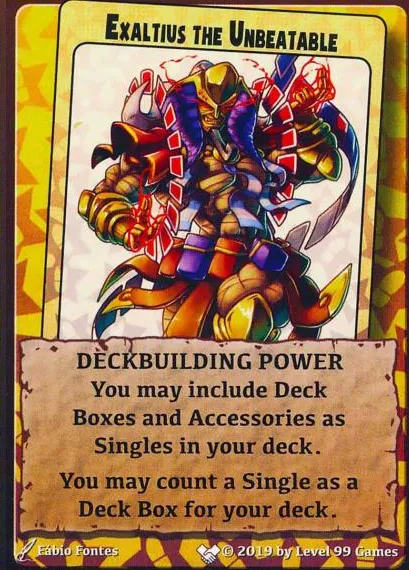 Exaltius the Unbeatable
DECKBUILDING POWER
You may include Deck
Boxes and Accessories as
Singles in your deck.
You may count a Single as a
Deck Box for your deck.
Fábio Fontes
© 2019 by Level 99 Games